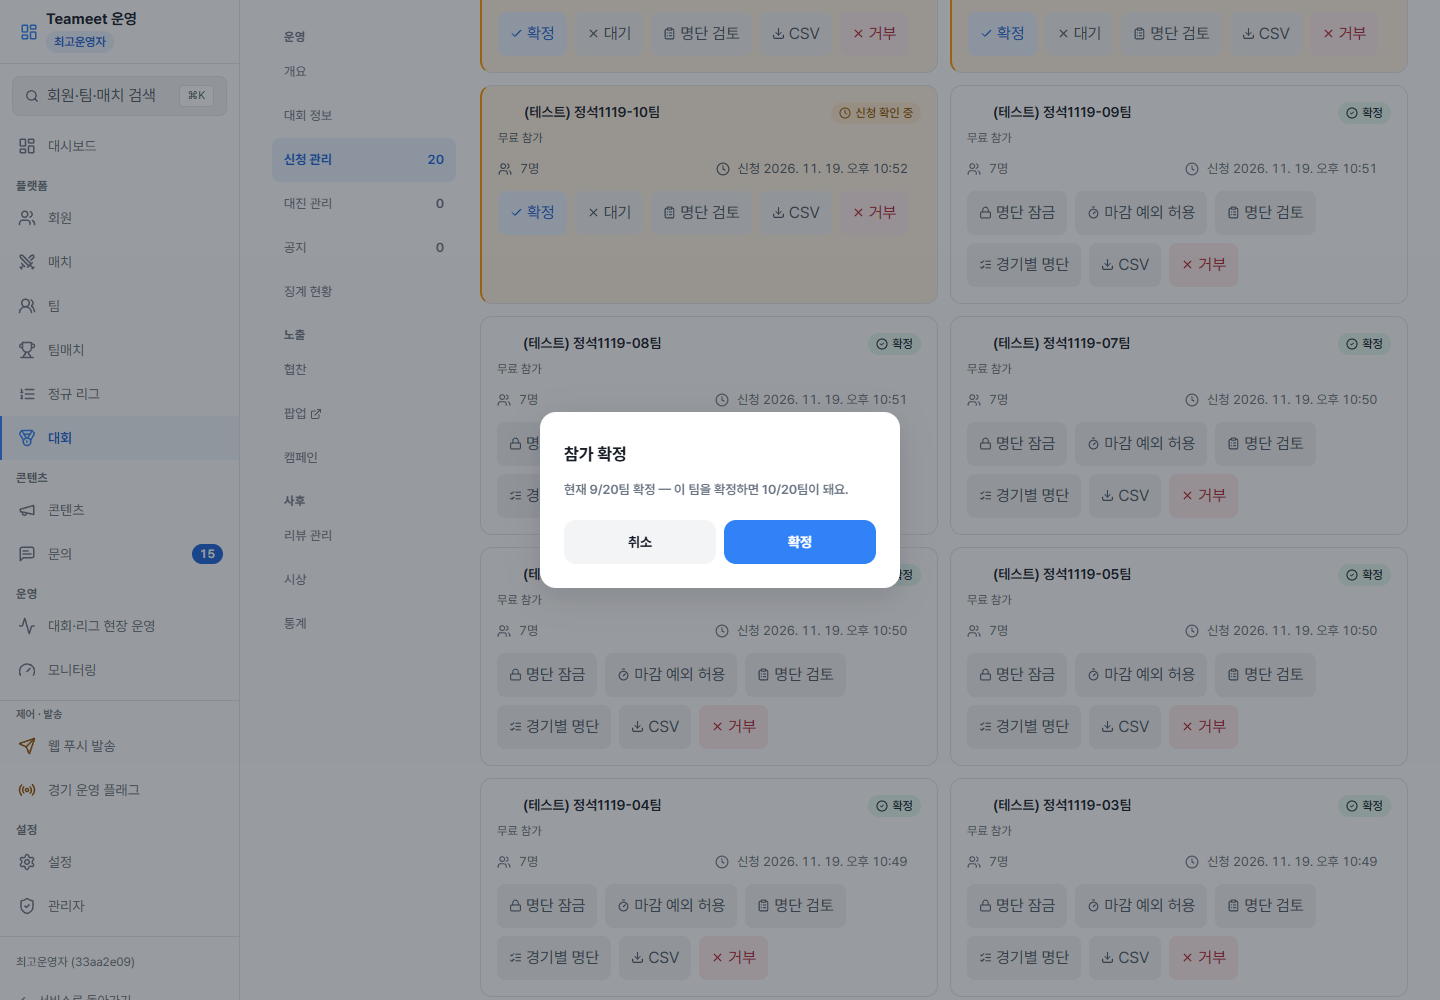 Teameet 운영
최고운영자
회원·팀·매치 검색 ⌘K
대시보드
플랫폼
회원
매치
팀
팀매치
정규 리그
대회
콘텐츠
콘텐츠
문의 15
운영
대회·리그 현장 운영
모니터링
제어 · 발송
웹 푸시 발송
경기 운영 플래그
설정
설정
관리자
최고운영자 (33aa2e09)
운영
개요
대회 정보
신청 관리 20
대진 관리 0
공지 0
징계 현황
노출
협찬
팝업
캠페인
사후
리뷰 관리
시상
통계
확정 대기 명단 검토 CSV 거부
확정 대기 명단 검토 CSV 거부
(테스트) 정석1119-10팀 신청 확인 중
무료 참가
7명 신청 2026. 11. 19. 오후 10:52
확정 대기 명단 검토 CSV 거부
(테스트) 정석1119-09팀 확정
무료 참가
7명 신청 2026. 11. 19. 오후 10:51
명단 잠금 마감 예외 허용 명단 검토
경기별 명단 CSV 거부
(테스트) 정석1119-08팀 확정
무료 참가
7명 신청 2026. 11. 19. 오후 10:51
(테스트) 정석1119-07팀 확정
무료 참가
7명 신청 2026. 11. 19. 오후 10:50
명단 잠금 마감 예외 허용 명단 검토
경기별 명단 CSV 거부
참가 확정
현재 9/20팀 확정 — 이 팀을 확정하면 10/20팀이 돼요.
취소 확정
무료 참가
7명 신청 2026. 11. 19. 오후 10:50
명단 잠금 마감 예외 허용 명단 검토
경기별 명단 CSV 거부
(테스트) 정석1119-05팀 확정
무료 참가
7명 신청 2026. 11. 19. 오후 10:50
명단 잠금 마감 예외 허용 명단 검토
경기별 명단 CSV 거부
(테스트) 정석1119-04팀 확정
무료 참가
7명 신청 2026. 11. 19. 오후 10:49
명단 잠금 마감 예외 허용 명단 검토
경기별 명단 CSV 거부
(테스트) 정석1119-03팀 확정
무료 참가
7명 신청 2026. 11. 19. 오후 10:49
명단 잠금 마감 예외 허용 명단 검토
경기별 명단 CSV 거부